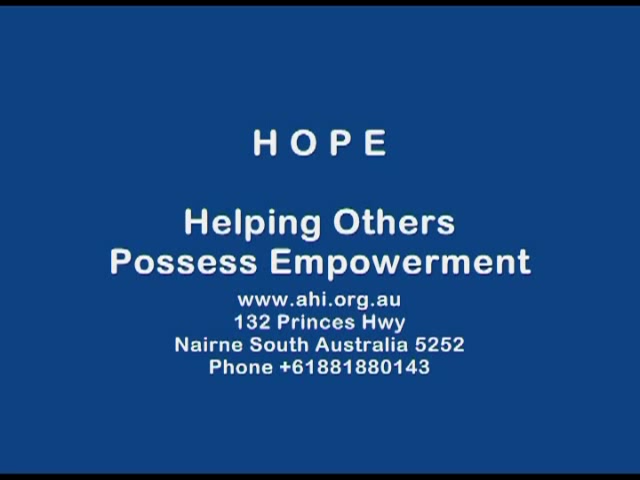 H O P E
Helping Others
Possess Empowerment
www.ahi.org.au
132 Princes Hwy
Nairne South Australia 5252
Phone +61881880143